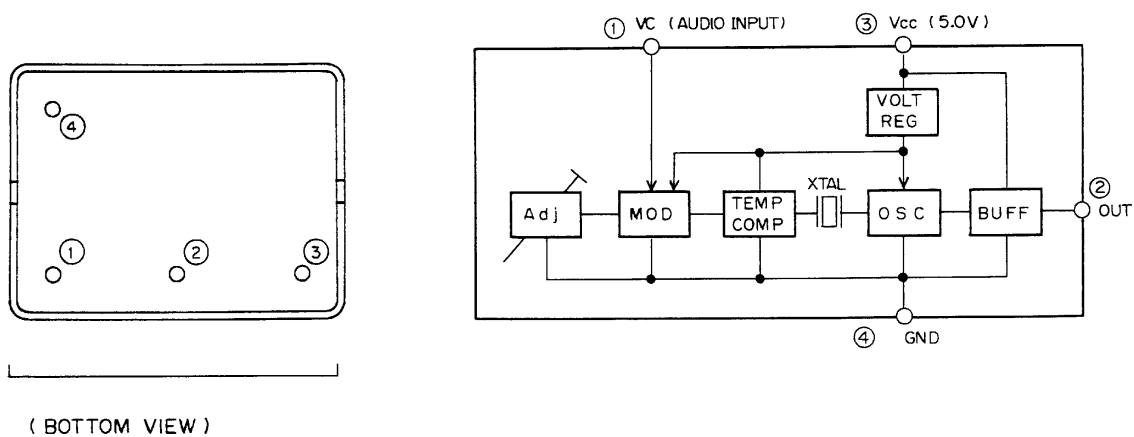 ④
① ② ③
( BOTTOM VIEW )
① VC (AUDIO INPUT)
③ Vcc (5.0V)
VOLT
REG
XTAL
Adj
MOD
TEMP
COMP
OSC
BUFF
②
OUT
④ GND